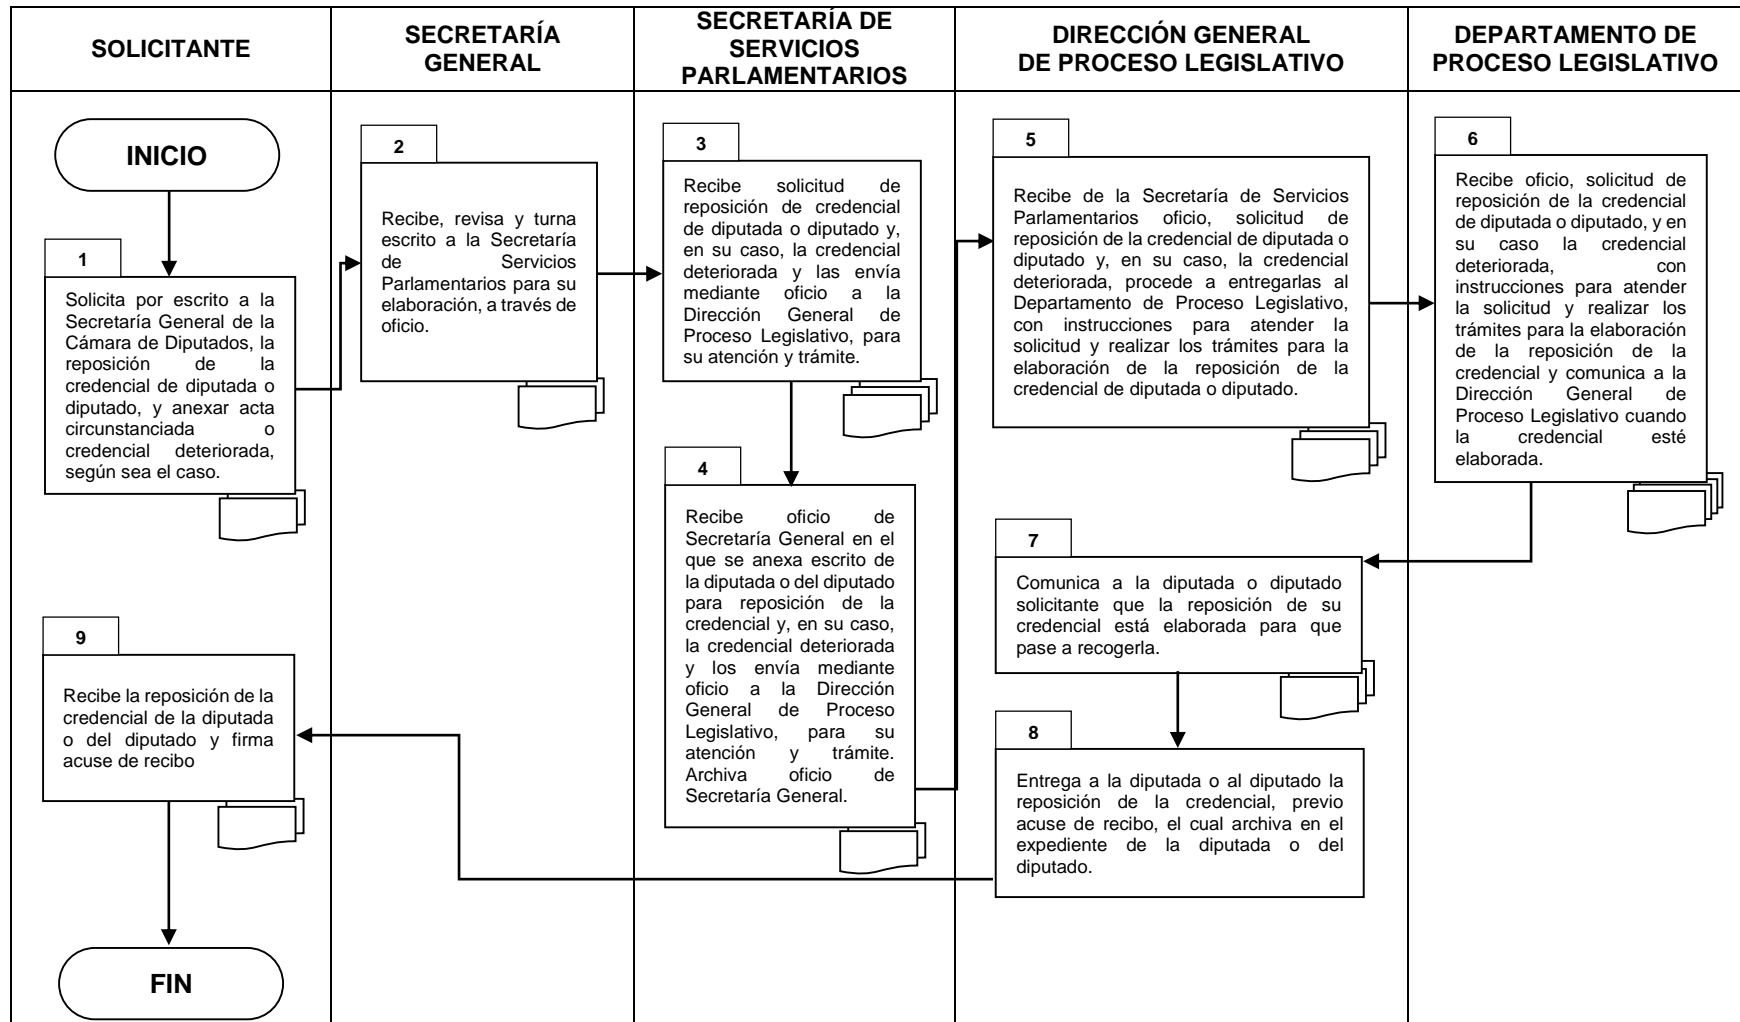 SOLICITANTE
SECRETARÍA
GENERAL
SECRETARÍA DE
SERVICIOS
PARLAMENTARIOS
DIRECCIÓN GENERAL
DE PROCESO LEGISLATIVO
DEPARTAMENTO DE
PROCESO LEGISLATIVO
INICIO
1
Solicita por escrito a la
Secretaría General de la
Cámara de Diputados, la
reposición de la
credencial de diputada o
diputado, y anexar acta
circunstanciada o
credencial deteriorada,
según sea el caso.
2
Recibe, revisa y turna
escrito a la Secretaría
de Servicios
Parlamentarios para su
elaboración, a través de
oficio.
3
Recibe solicitud de
reposición de credencial
de diputada o diputado y,
en su caso, la credencial
deteriorada y las envía
mediante oficio a la
Dirección General de
Proceso Legislativo, para
su atención y trámite.
4
Recibe oficio de
Secretaría General en el
que se anexa escrito de
la diputada o del diputado
para reposición de la
credencial y, en su caso,
la credencial deteriorada
y los envía mediante
oficio a la Dirección
General de Proceso
Legislativo, para su
atención y trámite.
Archiva oficio de
Secretaría General.
5
Recibe de la Secretaría de Servicios
Parlamentarios oficio, solicitud de
reposición de la credencial de diputada o
diputado y, en su caso, la credencial
deteriorada, procede a entregarlas al
Departamento de Proceso Legislativo,
con instrucciones para atender la
solicitud y realizar los trámites para la
elaboración de la reposición de la
credencial de diputada o diputado.
6
Recibe oficio, solicitud de
reposición de la credencial
de diputada o diputado, y en
su caso la credencial
deteriorada, con
instrucciones para atender
la solicitud y realizar los
trámites para la elaboración
de la reposición de la
credencial y comunica a la
Dirección General de
Proceso Legislativo cuando
la credencial esté
elaborada.
7
Comunica a la diputada o diputado
solicitante que la reposición de su
credencial está elaborada para que
pase a recogerla.
8
Entrega a la diputada o al diputado la
reposición de la credencial, previo
acuse de recibo, el cual archiva en el
expediente de la diputada o del
diputado.
9
Recibe la reposición de la
credencial de la diputada
o del diputado y firma
acuse de recibo
FIN